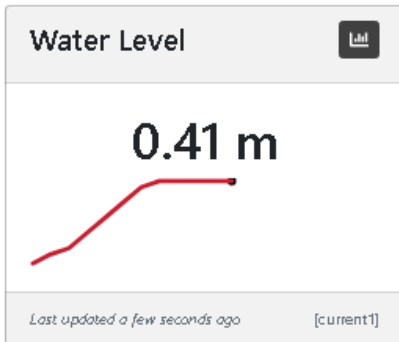 Water Level
0.41 m
Last updated a few seconds ago
[current1]